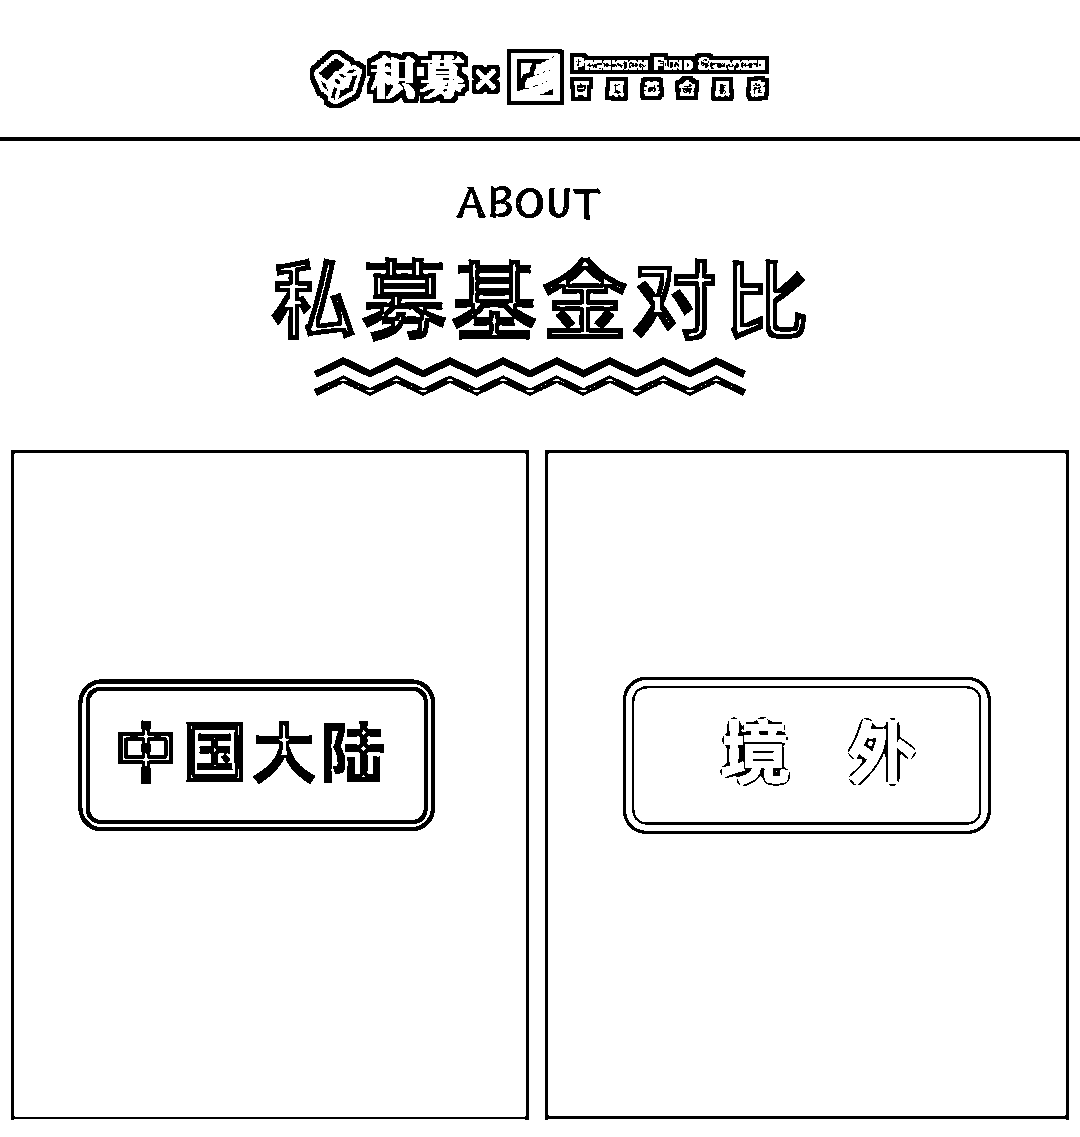 积募 × PRECISION FUND SERVICES
ABOUT
私募基金对比
中国大陆
境 外